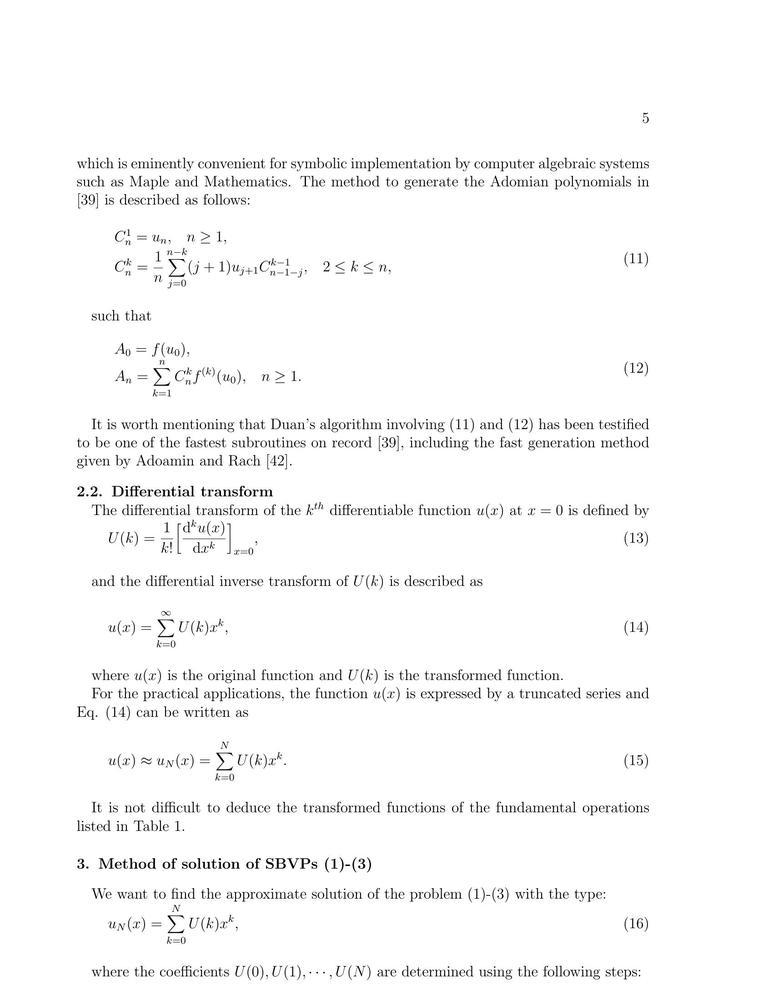 5
which is eminently convenient for symbolic implementation by computer algebraic systems
such as Maple and Mathematics. The method to generate the Adomian polynomials in
[39] is described as follows:
C_n^1 = u_n, n ≥ 1,
C_n^k = \frac{1}{n} \sum_{j=0}^{n-k} (j + 1)u_{j+1}C_{n-1-j}^{k-1}, 2 ≤ k ≤ n, (11)
such that
A_0 = f(u_0),
A_n = \sum_{k=1}^{n} C_n^k f^{(k)}(u_0), n ≥ 1. (12)
It is worth mentioning that Duan's algorithm involving (11) and (12) has been testified
to be one of the fastest subroutines on record [39], including the fast generation method
given by Adoamin and Rach [42].
2.2. Differential transform
The differential transform of the k^{th} differentiable function u(x) at x = 0 is defined by
U(k) = \frac{1}{k!} \left[ \frac{d^k u(x)}{dx^k} \right]_{x=0}, (13)
and the differential inverse transform of U(k) is described as
u(x) = \sum_{k=0}^{∞} U(k)x^k, (14)
where u(x) is the original function and U(k) is the transformed function.
For the practical applications, the function u(x) is expressed by a truncated series and
Eq. (14) can be written as
u(x) ≈ u_N(x) = \sum_{k=0}^{N} U(k)x^k. (15)
It is not difficult to deduce the transformed functions of the fundamental operations
listed in Table 1.
3. Method of solution of SBVPs (1)-(3)
We want to find the approximate solution of the problem (1)-(3) with the type:
u_N(x) = \sum_{k=0}^{N} U(k)x^k, (16)
where the coefficients U(0), U(1), ⋯ , U(N) are determined using the following steps: